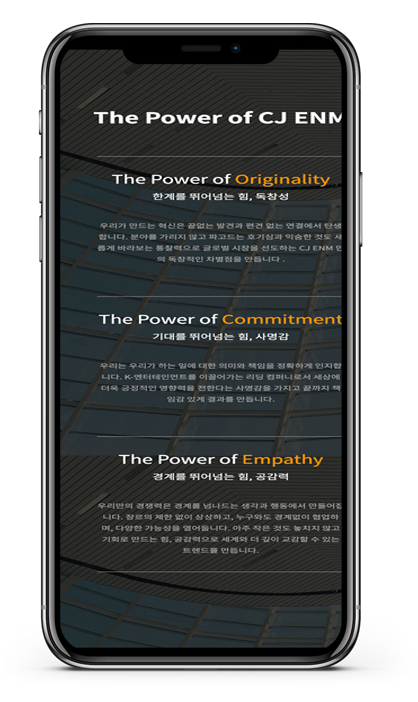 The Power of CJ ENM
The Power of Originality
한계를 뛰어넘는 힘, 독창성
우리가 만드는 혁신은 끝없는 발견과 편견 없는 연결에서 탄생
합니다. 분야를 가리지 않고 파고드는 호기심과 익숙한 것도 새
롭게 바라보는 통찰력으로 글로벌 시장을 선도하는 CJ ENM 만
의 독창적인 차별점을 만듭니다 .
The Power of Commitment
기대를 뛰어넘는 힘, 사명감
우리는 우리가 하는 일에 대한 의미와 책임을 정확하게 인지합
니다. K-엔터테인먼트를 이끌어가는 리딩 컴퍼니로서 세상에
더욱 긍정적인 영향력을 전한다는 사명감을 가지고 끝까지 책
임감 있게 결과를 만듭니다.
The Power of Empathy
경계를 뛰어넘는 힘, 공감력
우리만의 경쟁력은 경계를 넘나드는 생각과 행동에서 만들어집
니다. 장르의 제한 없이 상상하고, 누구와도 경계없이 협업하
며, 다양한 가능성을 열어둡니다. 아주 작은 것도 놓치지 않고
기회로 만드는 힘, 공감력으로 세계와 더 깊이 교감할 수 있는
트렌드를 만듭니다.